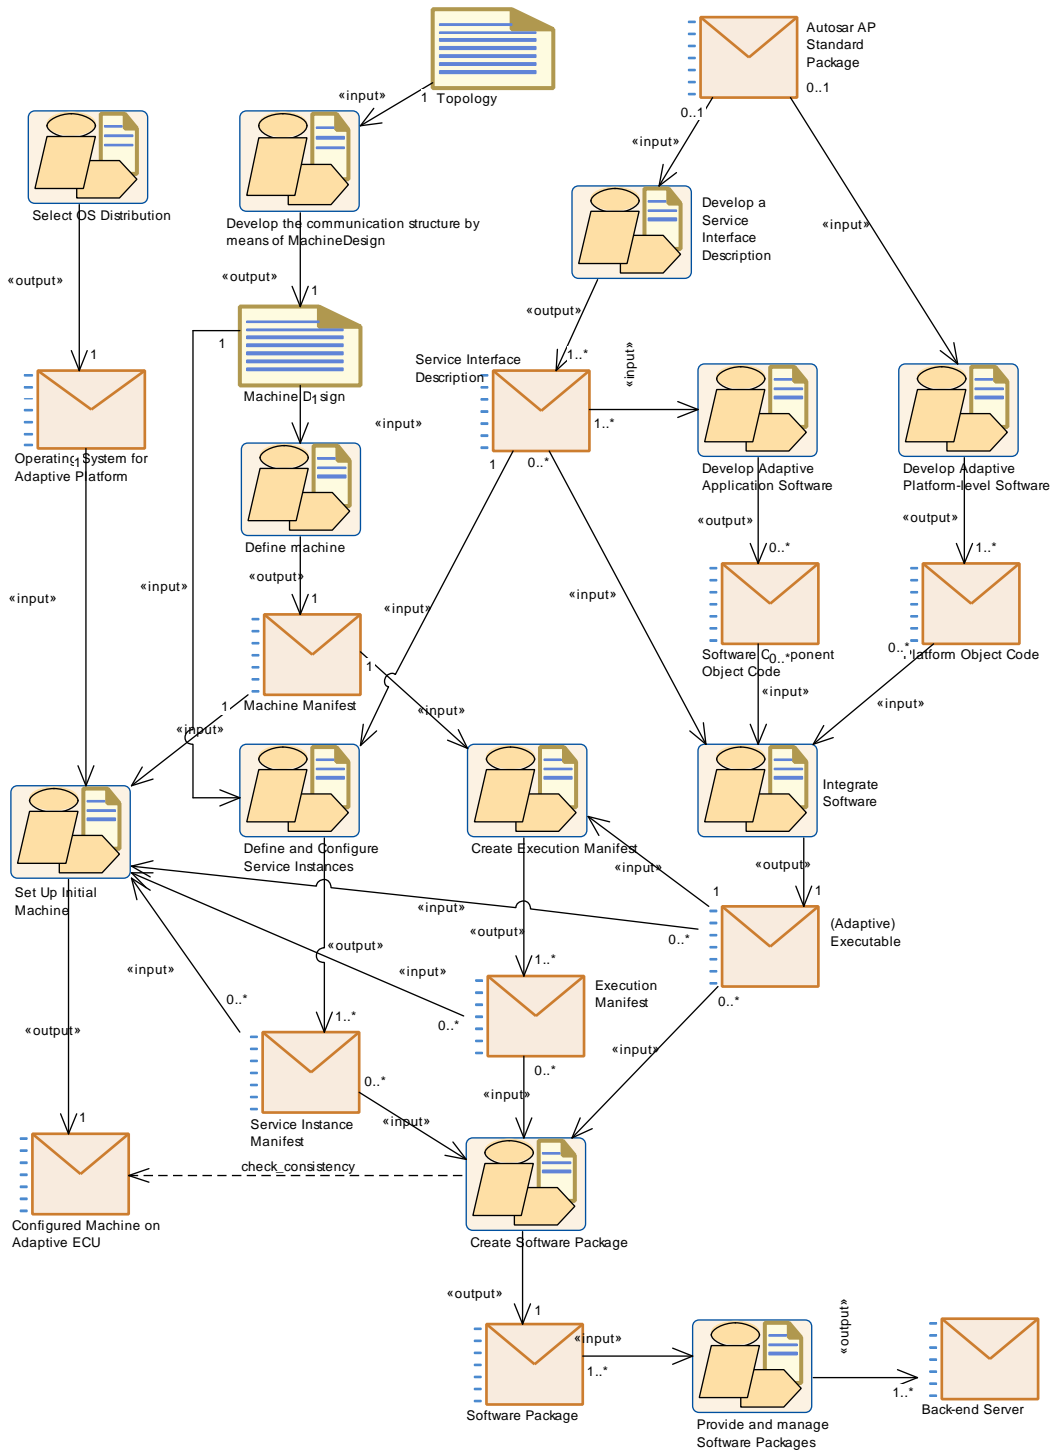 Autosar AP
Standard
Package
0..1
0..1
«input»
1
Topology
«input»
Select OS Distribution
Develop the communication structure by
means of MachineDesign
Develop a
Service
Interface
Description
«input»
«output»
«output»
1
«output»
1
1
Service Interface
Description
1..*
«input»
1..*
Machine Design
1
«input»
Operating System for
Adaptive Platform
1
1
0..*
Develop Adaptive
Application Software
Develop Adaptive
Platform-level Software
«output»
«output»
0..*
1..*
Define machine
«output»
1
«input»
«input»
«input»
«input»
Software Component
Object Code
0..*
0..*
Platform Object Code
1
«input»
«input»
Machine Manifest
1
«input»
«input»
Integrate
Software
Define and Configure
Service Instances
Create Execution Manifest
«input»
«output»
1
1
Set Up Initial
Machine
«input»
«output»
0..*
(Adaptive)
Executable
«output»
«input»
«input»
1..*
Execution
Manifest
0..*
0..*
0..*
1..*
«output»
«input»
0..*
0..*
«input»
«input»
1
Service Instance
Manifest
check_consistency
Configured Machine on
Adaptive ECU
Create Software Package
«output»
1
«input»
«output»
1..*
1..*
Software Package
Provide and manage
Software Packages
Back-end Server